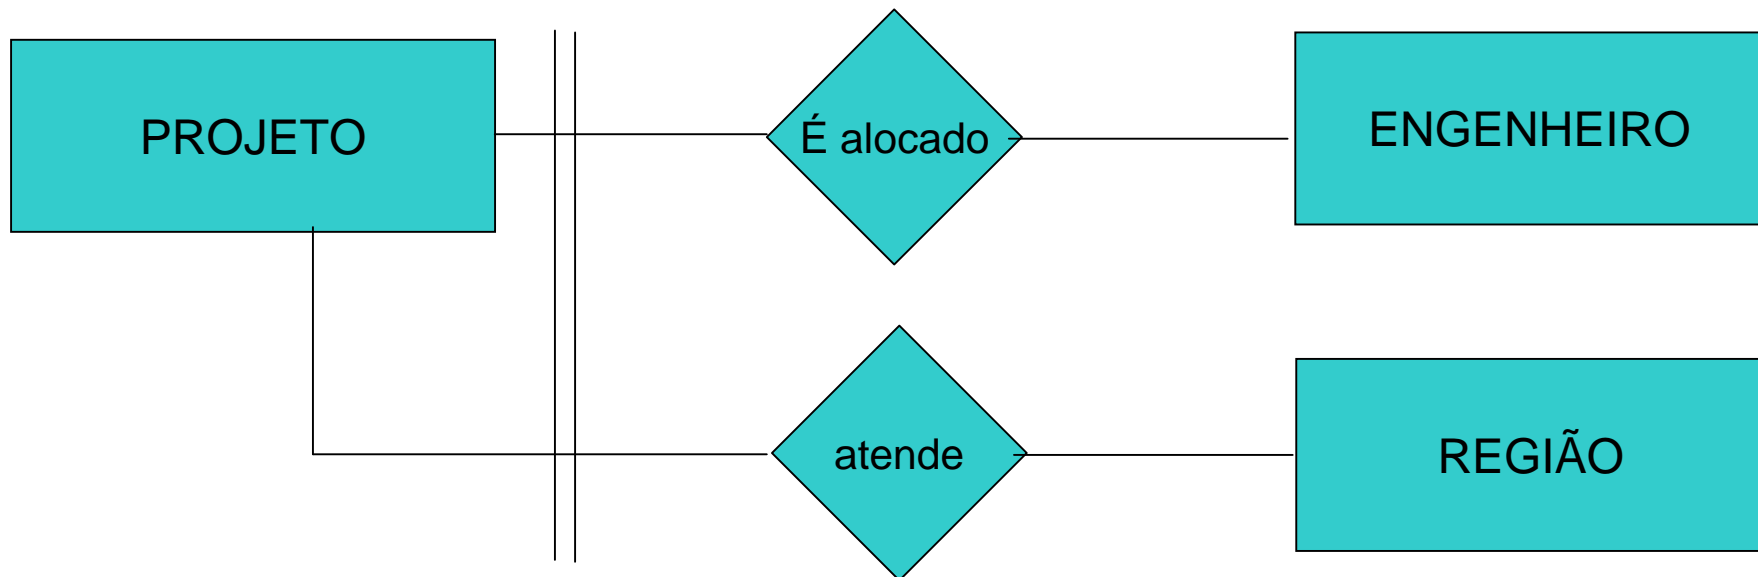 PROJETO
É alocado
ENGENHEIRO
atende
REGIÃO